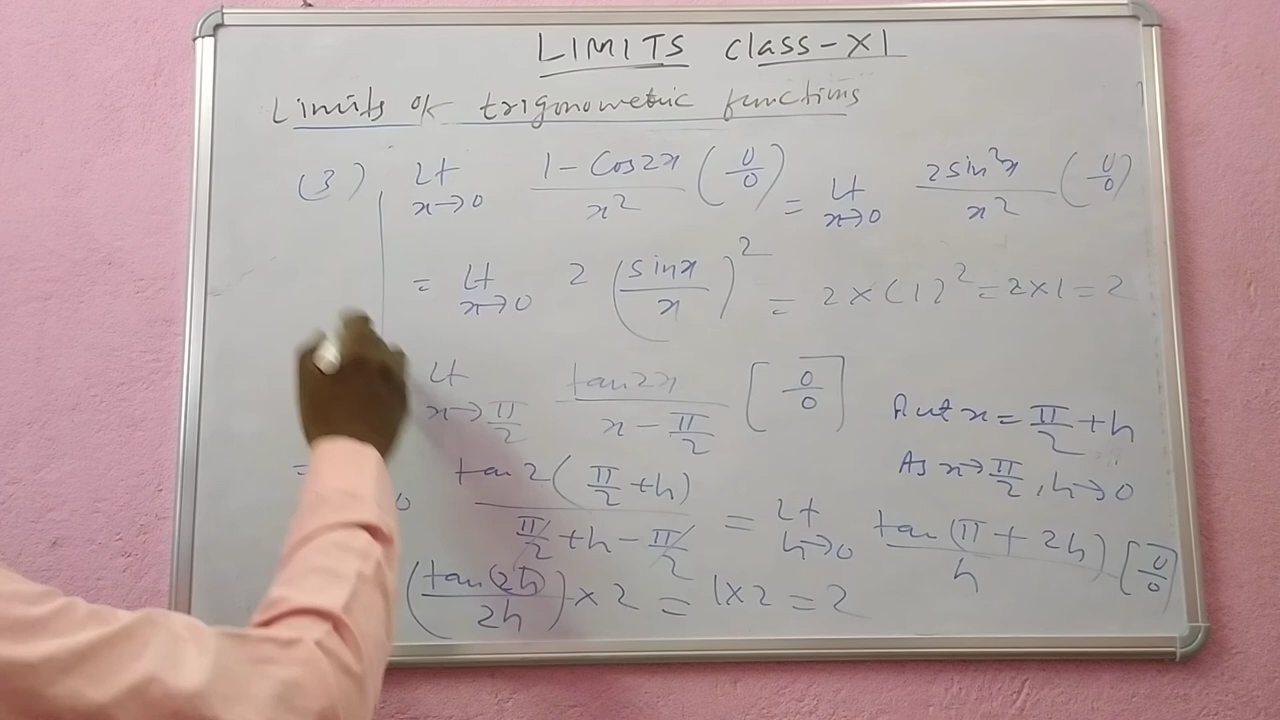 LIMITS class-XI
Limits of trigonometric functions
(3) Lt x→0 1-Cos2x/x² (0/0) = Lt x→0 2sin²x/x² (0/0)
= Lt x→0 2 (sinx/x)² = 2×(1)² = 2×1 = 2
Lt x→π/2 tan2x/x-π/2 [0/0] Put x = π/2 + h
As x→π/2, h→0
= 0 tan2(π/2 + h)/π/2 + h - π/2 = Lt h→0 tan(π + 2h)/h [0/0]
(tan(2h)/2h) × 2 = 1×2 = 2